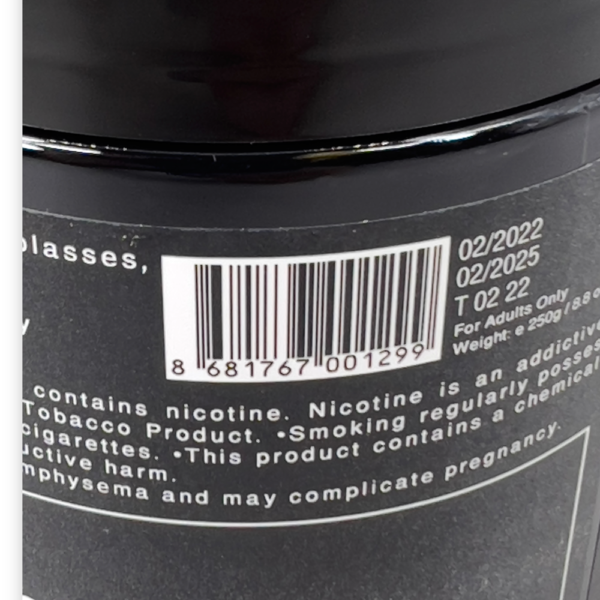 olasses,
02/2022
02/2025
T 02 22
For Adults Only
Weight: e 250g / 8.8 o
8 681767 001299
y
contains nicotine. Nicotine is an addictive
Tobacco Product. •Smoking regularly posses
cigarettes. •This product contains a chemical
uctive harm.
mphysema and may complicate pregnancy.